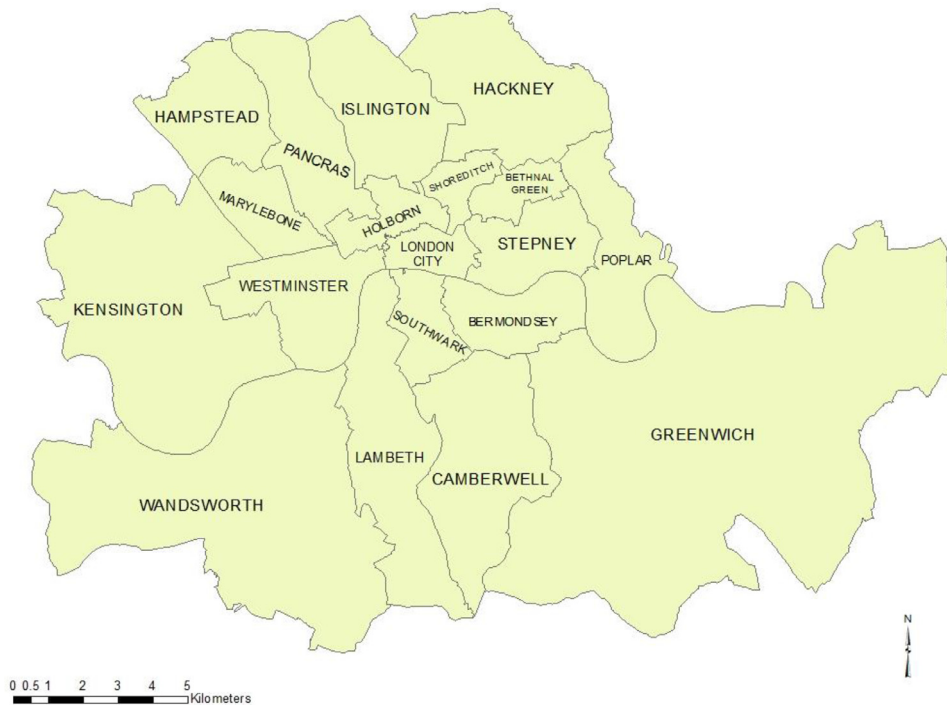 HACKNEY
ISLINGTON
HAMPSTEAD
PANCRAS
SHOREDITCH
BETHNAL
GREEN
MARYLEBONE
HOLBORN
STEPNEY
LONDON
CITY
POPLAR
WESTMINSTER
KENSINGTON
SOUTHWARK
BERMONDSEY
GREENWICH
LAMBETH
CAMBERWELL
WANDSWORTH
N
0 0.5 1 2 3 4 5
Kilometers